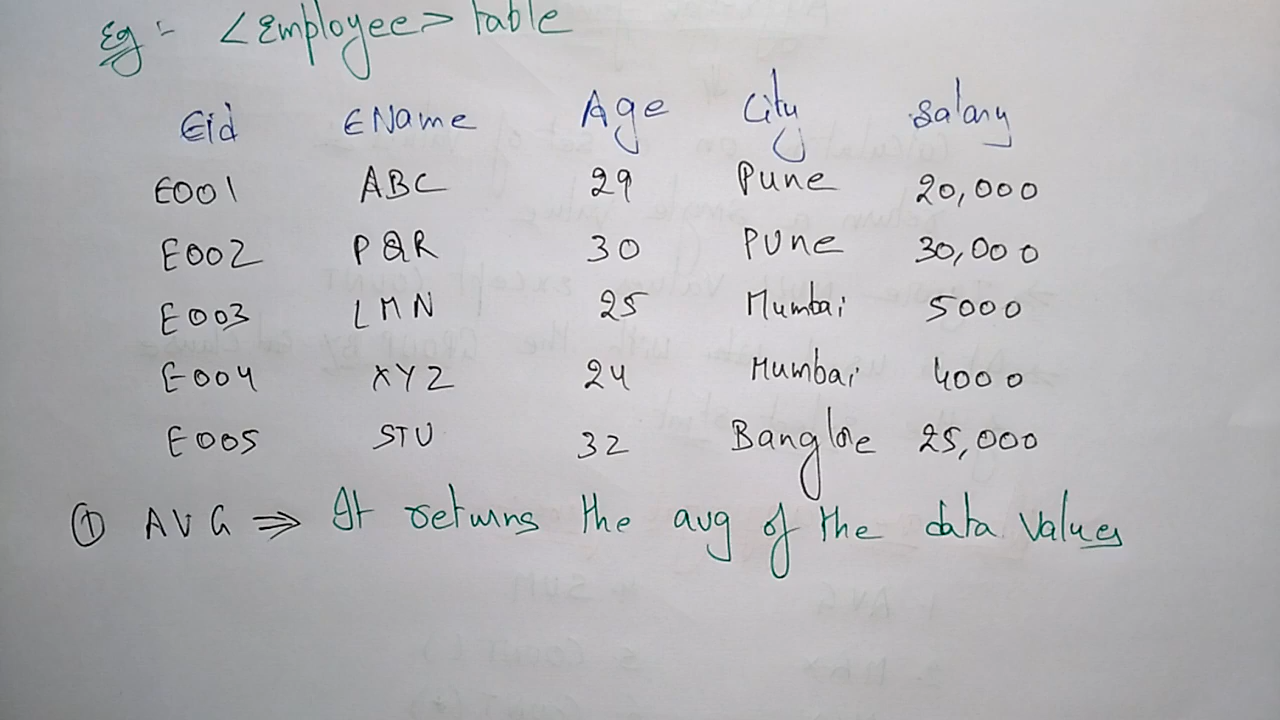 Eg :- <Employee> table
Eid EName Age City Salary
E001 ABC 29 Pune 20,000
E002 PQR 30 Pune 30,000
E003 LMN 25 Mumbai 5000
E004 XYZ 24 Mumbai 4000
E005 STU 32 Banglore 25,000
① AVG ⇒ It returns the avg of the data values